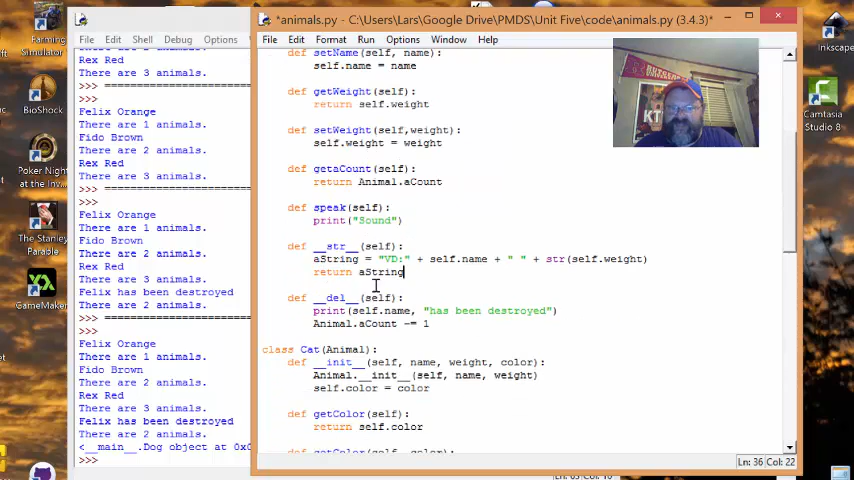 *animals.py - C:\Users\Lars\Google Drive\PMDS\Unit Five\code\animals.py (3.4.3)*
File Edit Shell Debug Options
File Edit Format Run Options Window Help
Farming
Simulator
BioShock
Poker Night
at the Inv...
The Stanley
Parable
GameMaker
Rex Red
There are 3 animals.
>>> 
>>>
Felix Orange
There are 1 animals.
Fido Brown
There are 2 animals.
Rex Red
There are 3 animals.
>>> 
>>>
Felix Orange
There are 1 animals.
Fido Brown
There are 2 animals.
Rex Red
There are 3 animals.
Felix has been destroyed
There are 2 animals.
>>> 
>>>
Felix Orange
There are 1 animals.
Fido Brown
There are 2 animals.
Rex Red
There are 3 animals.
Felix has been destroyed
There are 2 animals.
<__main__.Dog object at
>>>
def setName(self, name):
self.name = name
def getWeight(self):
return self.weight
def setWeight(self,weight):
self.weight = weight
def getaCount(self):
return Animal.aCount
def speak(self):
print("Sound")
def __str__(self):
aString = "VD:" + self.name + " " + str(self.weight)
return aString
def __del__(self):
print(self.name, "has been destroyed")
Animal.aCount -= 1
class Cat(Animal):
def __init__(self, name, weight, color):
Animal.__init__(self, name, weight)
self.color = color
def getColor(self):
return self.color
Ln: 36 Col: 22
Inkscape
Camtasia
Studio 8